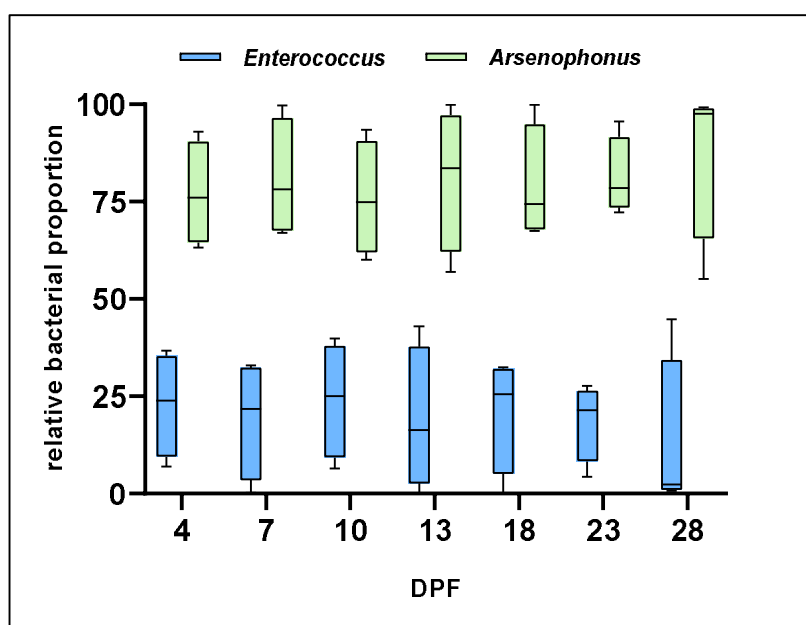 Enterococcus Arsenophonus
relative bacterial proportion
100
75
50
25
0
4 7 10 13 18 23 28
DPF